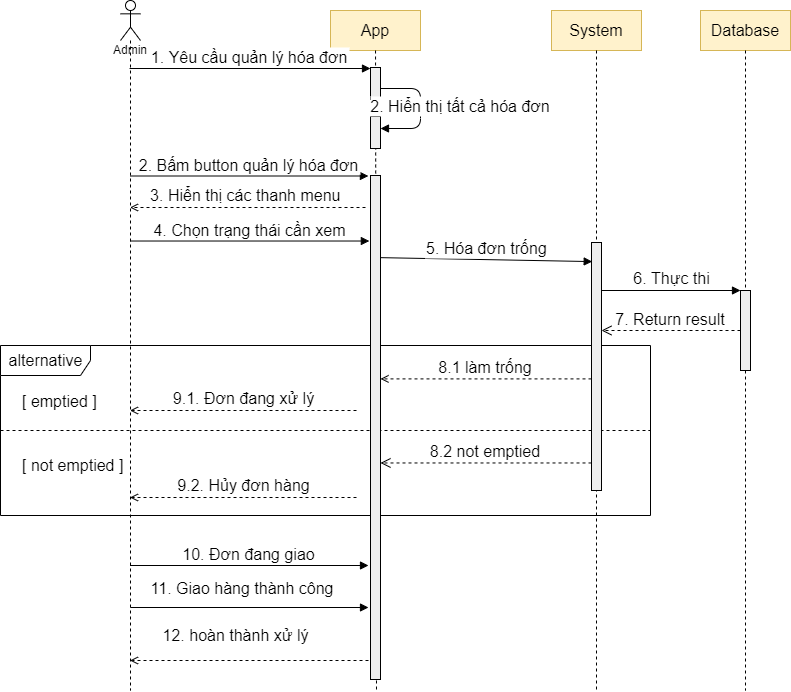 Admin
App
System
Database
1. Yêu cầu quản lý hóa đơn
2. Hiển thị tất cả hóa đơn
2. Bấm button quản lý hóa đơn
3. Hiển thị các thanh menu
4. Chọn trạng thái cần xem
5. Hóa đơn trống
6. Thực thi
7. Return result
alternative
8.1 làm trống
[ emptied ]
9.1. Đơn đang xử lý
8.2 not emptied
[ not emptied ]
9.2. Hủy đơn hàng
10. Đơn đang giao
11. Giao hàng thành công
12. hoàn thành xử lý